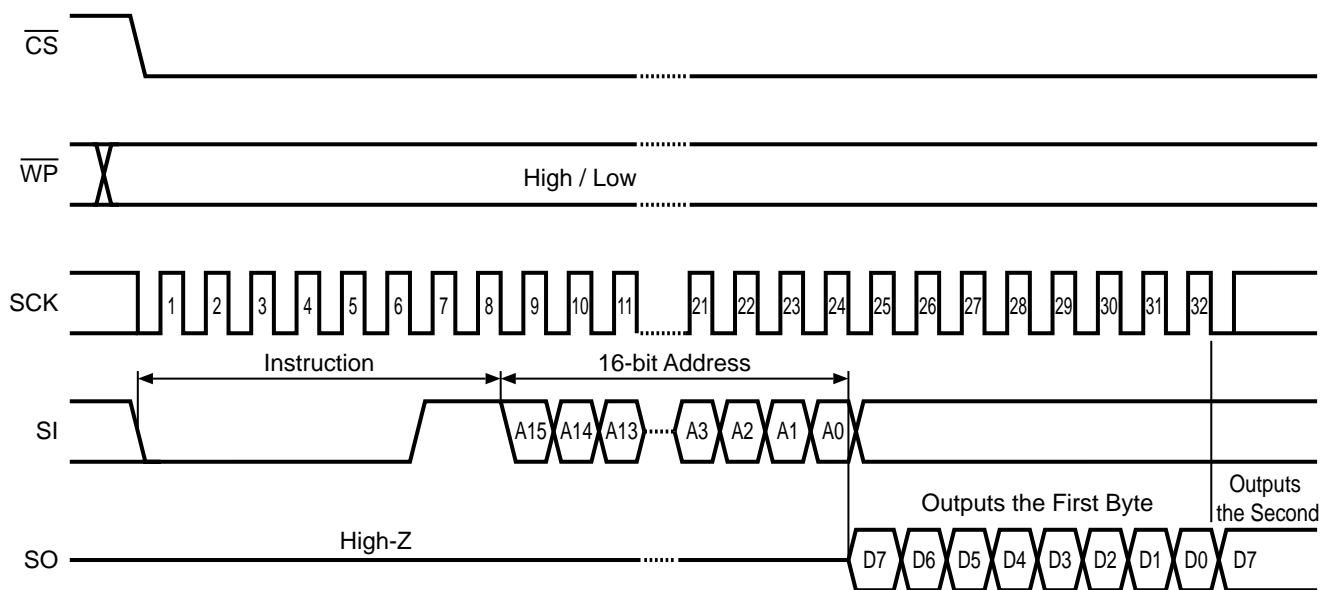 CS
WP
High / Low
SCK
1 2 3 4 5 6 7 8 9 10 11 21 22 23 24 25 26 27 28 29 30 31 32
Instruction
16-bit Address
SI
A15 A14 A13 A3 A2 A1 A0
Outputs the First Byte
Outputs
the Second
High-Z
SO
D7 D6 D5 D4 D3 D2 D1 D0 D7